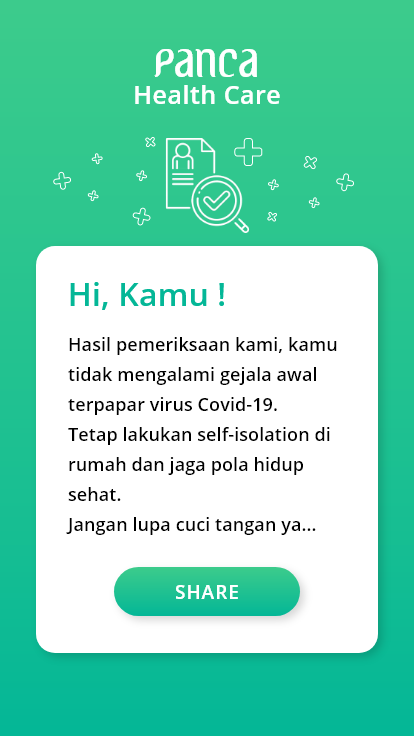 Panca
Health Care
Hi, Kamu !
Hasil pemeriksaan kami, kamu
tidak mengalami gejala awal
terpapar virus Covid-19.
Tetap lakukan self-isolation di
rumah dan jaga pola hidup
sehat.
Jangan lupa cuci tangan ya...
SHARE